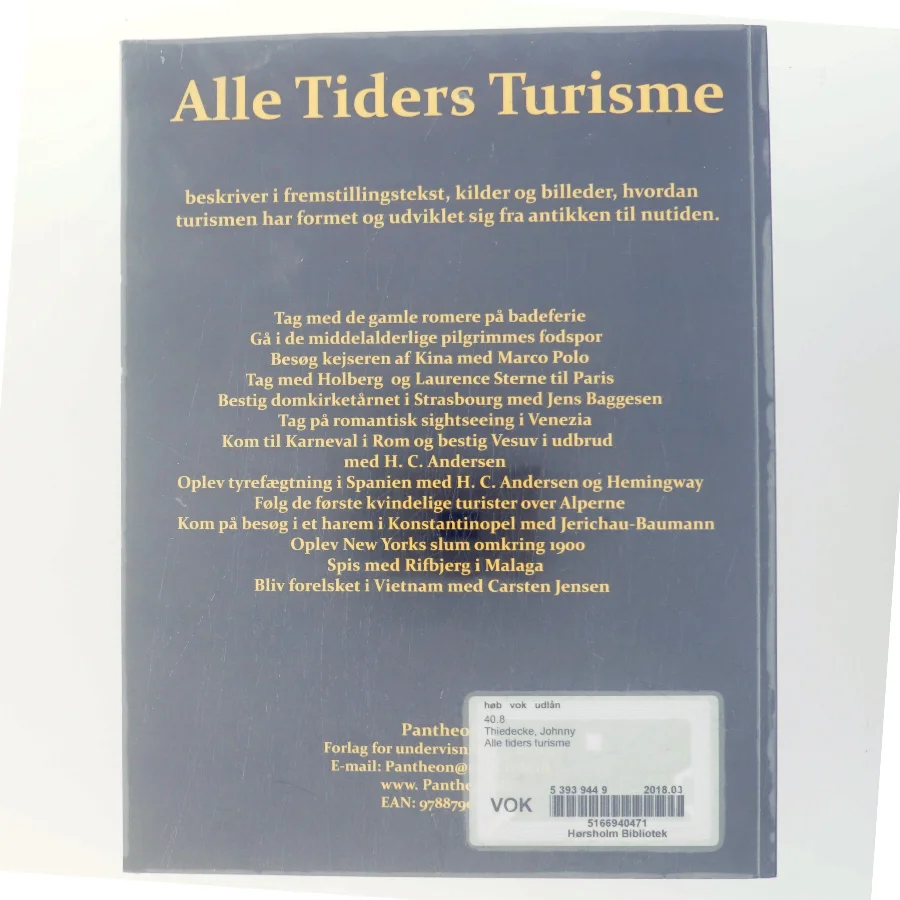 Alle Tiders Turisme
beskriver i fremstillingstekst, kilder og billeder, hvordan
turismen har formet og udviklet sig fra antikken til nutiden.
Tag med de gamle romere på badeferie
Gå i de middelalderlige pilgrimmes fodspor
Besøg kejseren af Kina med Marco Polo
Tag med Holberg og Laurence Sterne til Paris
Bestig domkirketårnet i Strasbourg med Jens Baggesen
Tag på romantisk sightseeing i Venezia
Kom til Karneval i Rom og bestig Vesuv i udbrud
med H. C. Andersen
Oplev tyrefægtning i Spanien med H. C. Andersen og Hemingway
Følg de første kvindelige turister over Alperne
Kom på besøg i et harem i Konstantinopel med Jerichau-Baumann
Oplev New Yorks slum omkring 1900
Spis med Rifbjerg i Malaga
Bliv forelsket i Vietnam med Carsten Jensen
Pantheo
Forlag for undervisn
E-mail: Pantheon@
www. Panthe
EAN: 978879
høb vok udlån
40.8
Thiedecke, Johnny
Alle tiders turisme
5 393 944 9 2018.03
VOK
5166940471
Hørsholm Bibliotek